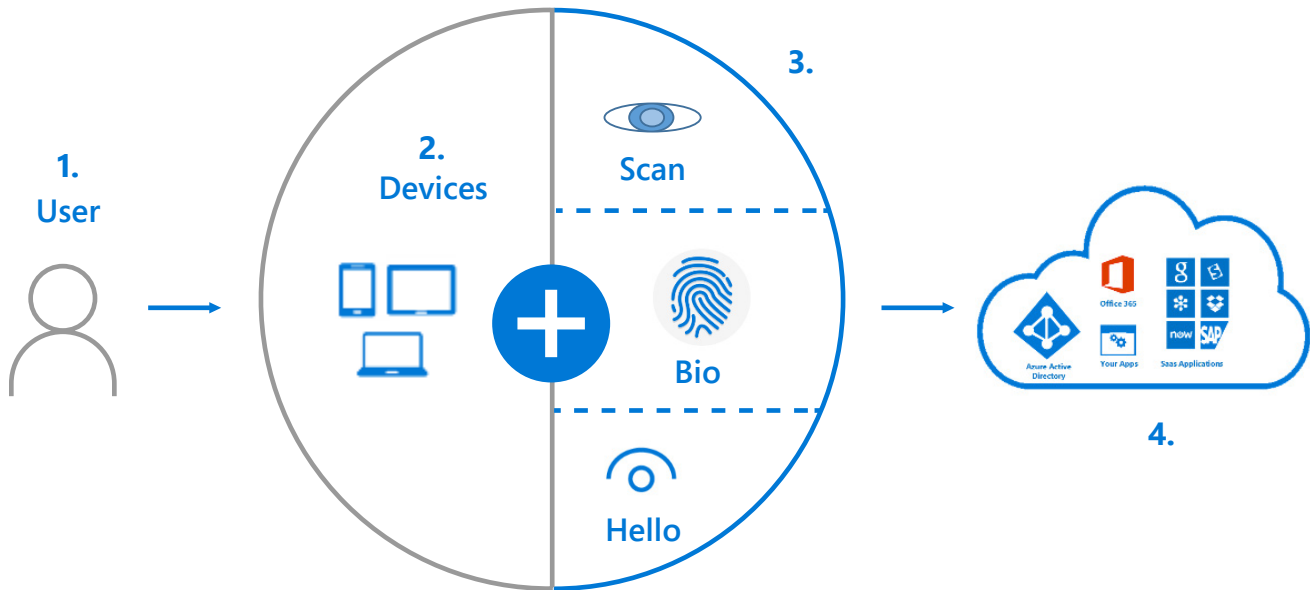 1.
User
2.
Devices
3.
Scan
Bio
Hello
Office 365
g
now
SAP
Azure Active
Directory
Your Apps
Saas Applications
4.